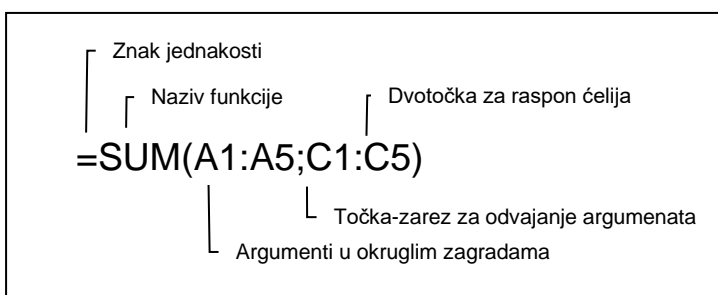 Znak jednakosti
Naziv funkcije
Dvotočka za raspon ćelija
=SUM(A1:A5;C1:C5)
Točka-zarez za odvajanje argumenata
Argumenti u okruglim zagradama